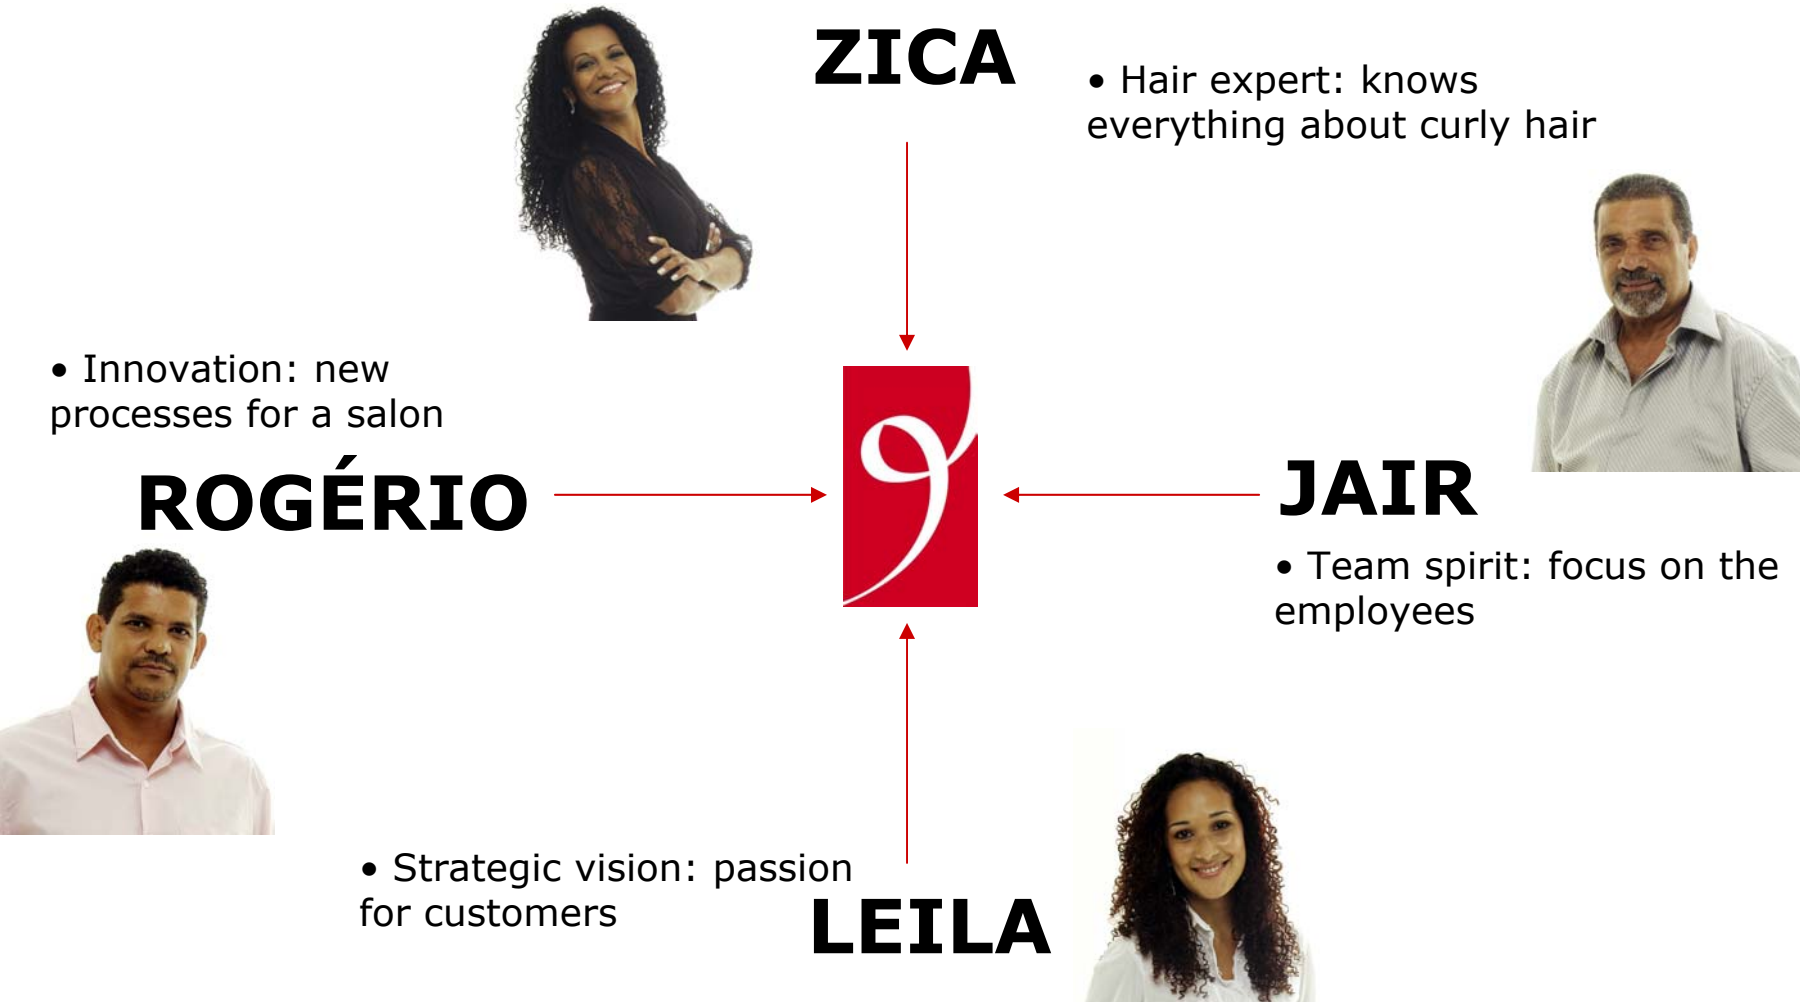 ZICA
• Hair expert: knows
everything about curly hair
• Innovation: new
processes for a salon
ROGÉRIO
JAIR
• Team spirit: focus on the
employees
• Strategic vision: passion
for customers
LEILA